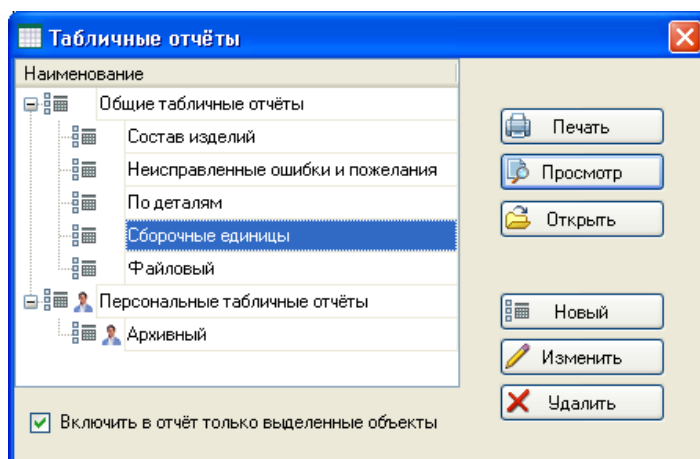 Табличные отчёты
Наименование
Общие табличные отчёты
Состав изделий
Неисправленные ошибки и пожелания
По деталям
Сборочные единицы
Файловый
Персональные табличные отчёты
Архивный
Включить в отчёт только выделенные объекты
Печать
Просмотр
Открыть
Новый
Изменить
Удалить